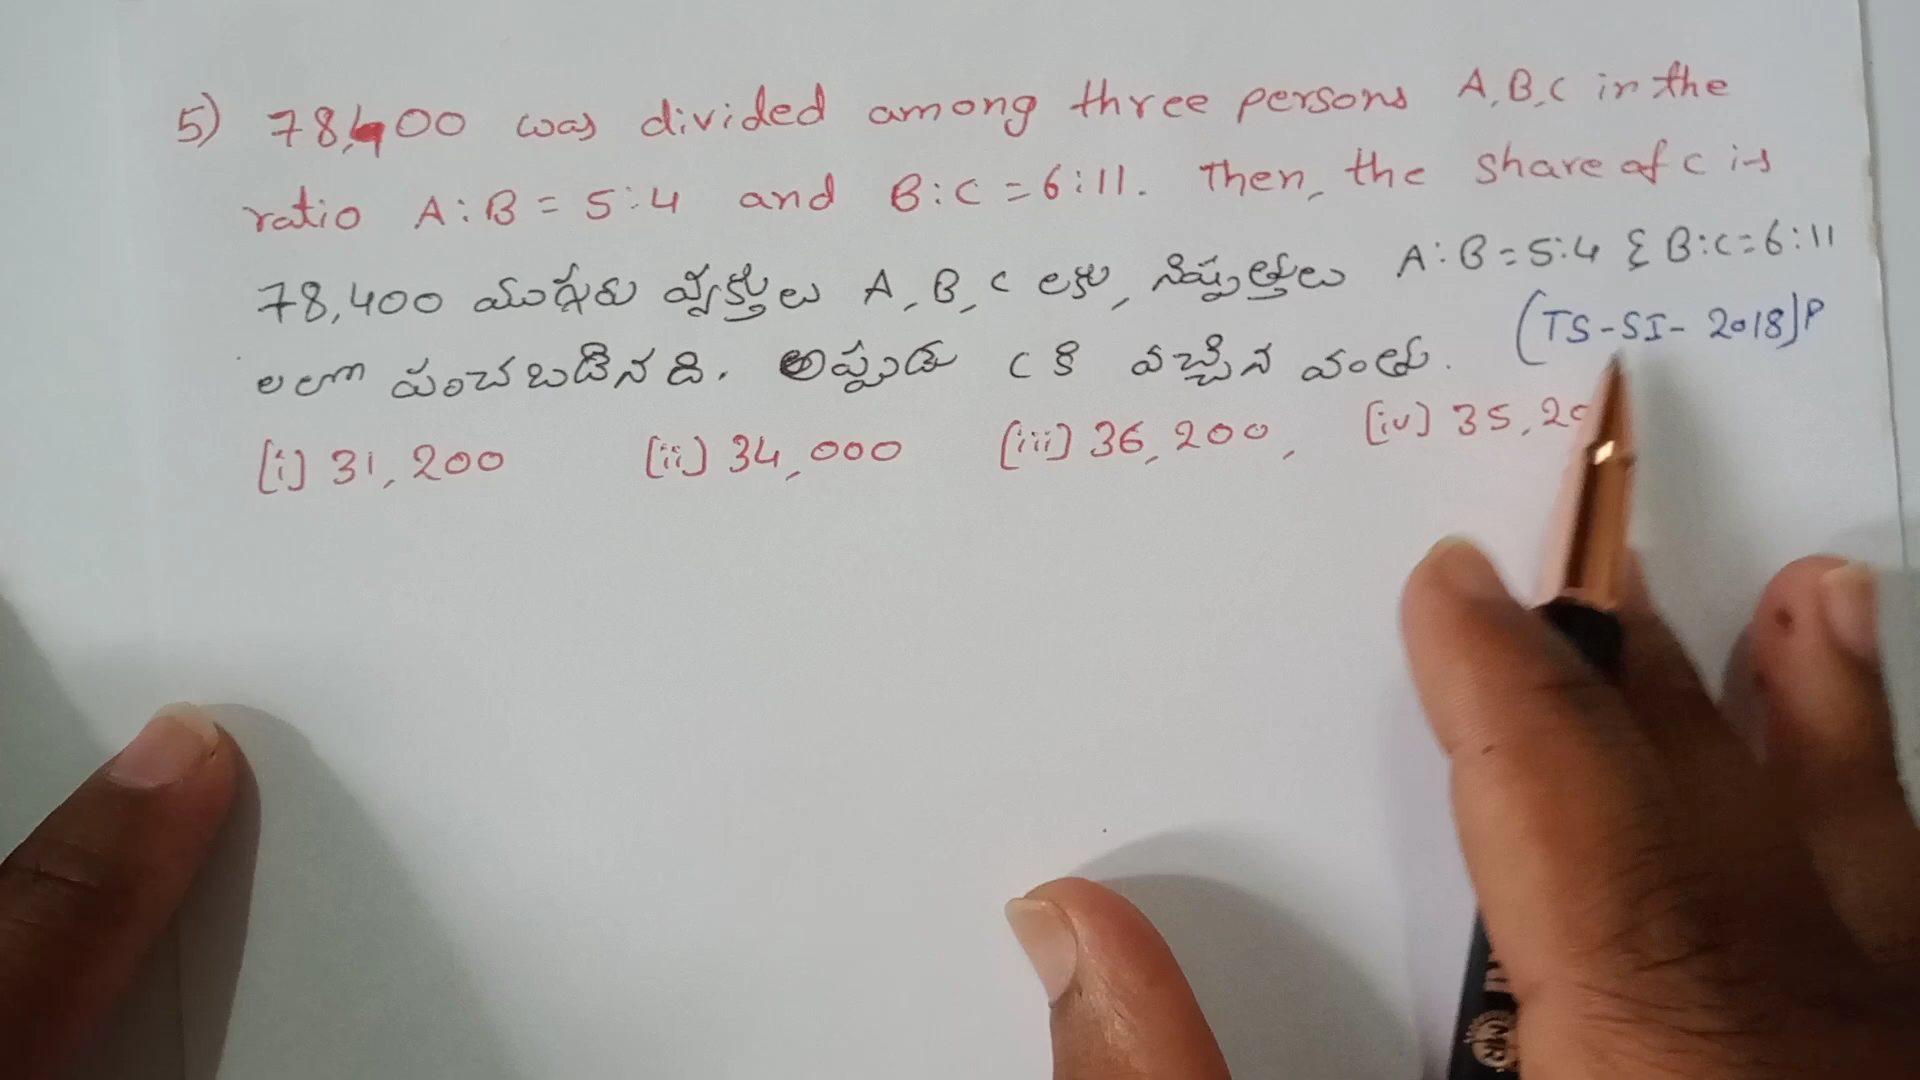 5) 78,400 was divided among three persons A, B, C in the
ratio A:B = 5:4 and B:C = 6:11. Then, the share of C is
78,400 ముగ్గురు వ్యక్తులు A, B, C లకు, నిష్పత్తులు A:B=5:4 & B:C=6:11
లలో పంచబడినది. అప్పుడు C కి వచ్చిన వంతు. (TS-SI-2018)P
(i) 31,200 (ii) 34,000 (iii) 36,200, (iv) 35,20